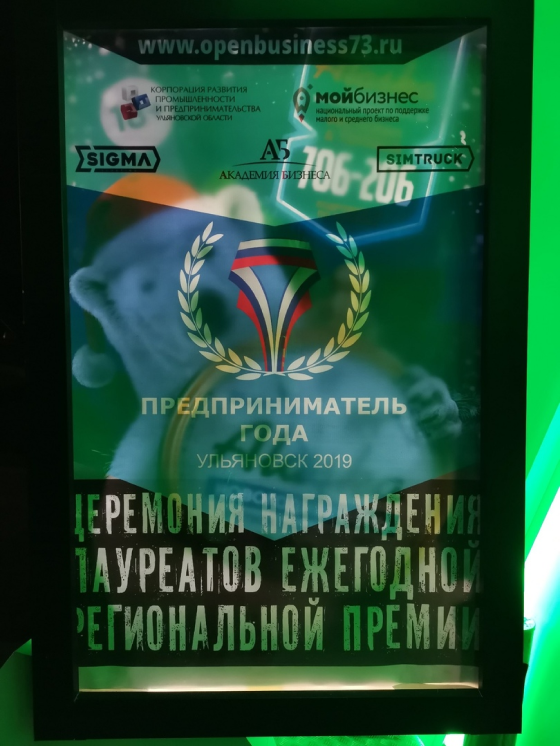 www.openbusiness73.ru
КОРПОРАЦИЯ РАЗВИТИЯ
ПРОМЫШЛЕННОСТИ
И ПРЕДПРИНИМАТЕЛЬСТВА
УЛЬЯНОВСКОЙ ОБЛАСТИ
мойбизнес
национальный проект по поддержке
малого и среднего бизнеса
SIGMA
АБ
АКАДЕМИЯ БИЗНЕСА
SIMTRUCK
706-206
ПРЕДПРИНИМАТЕЛЬ
ГОДА
УЛЬЯНОВСК 2019
ЦЕРЕМОНИЯ НАГРАЖДЕНИЯ
ЛАУРЕАТОВ ЕЖЕГОДНОЙ
РЕГИОНАЛЬНОЙ ПРЕМИИ